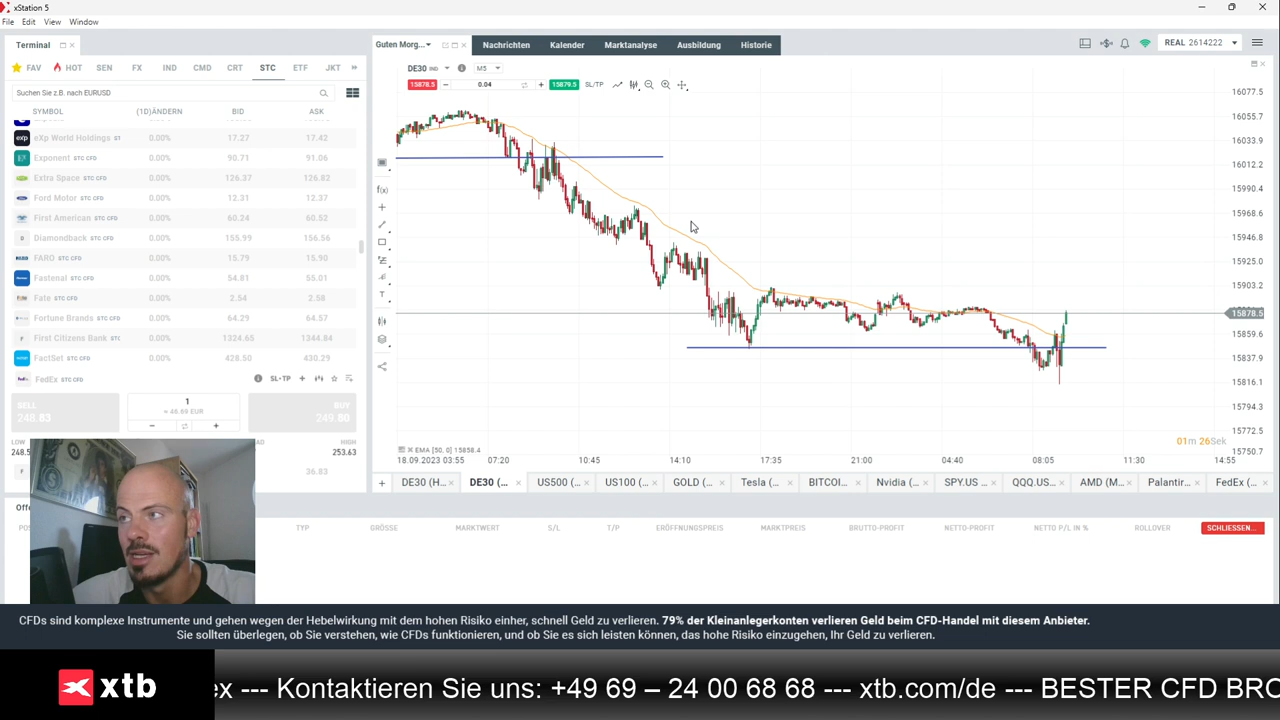 xStation 5
File Edit View Window
Terminal
Guten Morg...
Nachrichten Kalender Marktanalyse Ausbildung Historie
REAL 2614222
FAV HOT SEN FX IND CMD CRT STC ETF JKT
Suchen Sie z.B. nach EURUSD
SYMBOL (1D)ÄNDERN BID ASK
exp eXp World Holdings 0.00% 17.27 17.42
Exponent STC CFD 0.00% 90.71 91.06
Extra Space STC CFD 0.00% 126.37 126.82
Ford Motor STC CFD 0.00% 12.31 12.37
First American STC CFD 0.00% 60.24 60.52
Diamondback STC CFD 0.00% 155.99 156.56
FARO STC CFD 0.00% 15.79 15.90
Fastenal STC CFD 0.00% 54.81 55.01
Fate STC CFD 0.00% 2.54 2.58
Fortune Brands STC CFD 0.00% 64.29 64.57
First Citizens Bank 0.00% 1324.65 1344.84
FactSet STC CFD 0.00% 428.50 430.29
FedEx STC CFD SL+TP
SELL
248.83
1
≈ 46.69 EUR
BUY
249.60
LOW
248.5
HIGH
253.63
36.83
DE30 IND M5
15878.5 0.04 15879.5 SL/TP
16077.5
16055.7
16033.9
16012.2
15990.4
15968.6
15946.8
15925.0
15903.2
15878.5
15859.6
15837.9
15816.1
15794.3
15772.5
15750.7
01m 26Sek
EMA [50, 0] 15858.4
18.09.2023 03:55 07:20 10:45 14:10 17:35 21:00 04:40 08:05 11:30 14:55
DE30 (H... DE30 (... US500 (... US100 (... GOLD (... Tesla (... BITCOI... Nvidia (... SPY.US ... QQQ.US... AMD (M... Palantir... FedEx (...
TYP GRÖSSE MARKTWERT S/L T/P ERÖFFNUNGSPREIS MARKTPREIS BRUTTO-PROFIT NETTO-PROFIT NETTO P/L IN % ROLLOVER SCHLIESSEN...
CFDs sind komplexe Instrumente und gehen wegen der Hebelwirkung mit dem hohen Risiko einher, schnell Geld zu verlieren. 79% der Kleinanlegerkonten verlieren Geld beim CFD-Handel mit diesem Anbieter.
Sie sollten überlegen, ob Sie verstehen, wie CFDs funktionieren, und ob Sie es sich leisten können, das hohe Risiko einzugehen, Ihr Geld zu verlieren.
xtb
ex --- Kontaktieren Sie uns: +49 69 – 24 00 68 68 --- xtb.com/de --- BESTER CFD BRO